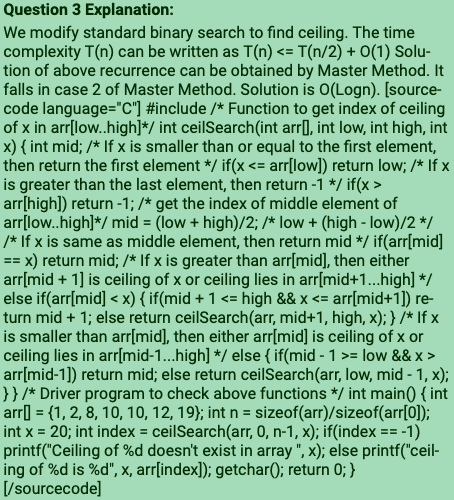 Question 3 Explanation:
We modify standard binary search to find ceiling. The time
complexity T(n) can be written as T(n) <= T(n/2) + O(1) Solu-
tion of above recurrence can be obtained by Master Method. It
falls in case 2 of Master Method. Solution is O(Logn). [source-
code language="C"] #include /* Function to get index of ceiling
of x in arr[low..high]*/ int ceilSearch(int arr[], int low, int high, int
x) { int mid; /* If x is smaller than or equal to the first element,
then return the first element */ if(x <= arr[low]) return low; /* If x
is greater than the last element, then return -1 */ if(x >
arr[high]) return -1; /* get the index of middle element of
arr[low..high]*/ mid = (low + high)/2; /* low + (high - low)/2 */
/* If x is same as middle element, then return mid */ if(arr[mid]
== x) return mid; /* If x is greater than arr[mid], then either
arr[mid + 1] is ceiling of x or ceiling lies in arr[mid+1...high] */
else if(arr[mid] < x) { if(mid + 1 <= high && x <= arr[mid+1]) re-
turn mid + 1; else return ceilSearch(arr, mid+1, high, x); } /* If x
is smaller than arr[mid], then either arr[mid] is ceiling of x or
ceiling lies in arr[mid-1...high] */ else { if(mid - 1 >= low && x >
arr[mid-1]) return mid; else return ceilSearch(arr, low, mid - 1, x);
} } /* Driver program to check above functions */ int main() { int
arr[] = {1, 2, 8, 10, 10, 12, 19}; int n = sizeof(arr)/sizeof(arr[0]);
int x = 20; int index = ceilSearch(arr, 0, n-1, x); if(index == -1)
printf("Ceiling of %d doesn't exist in array ", x); else printf("ceil-
ing of %d is %d", x, arr[index]); getchar(); return 0; }
[/sourcecode]